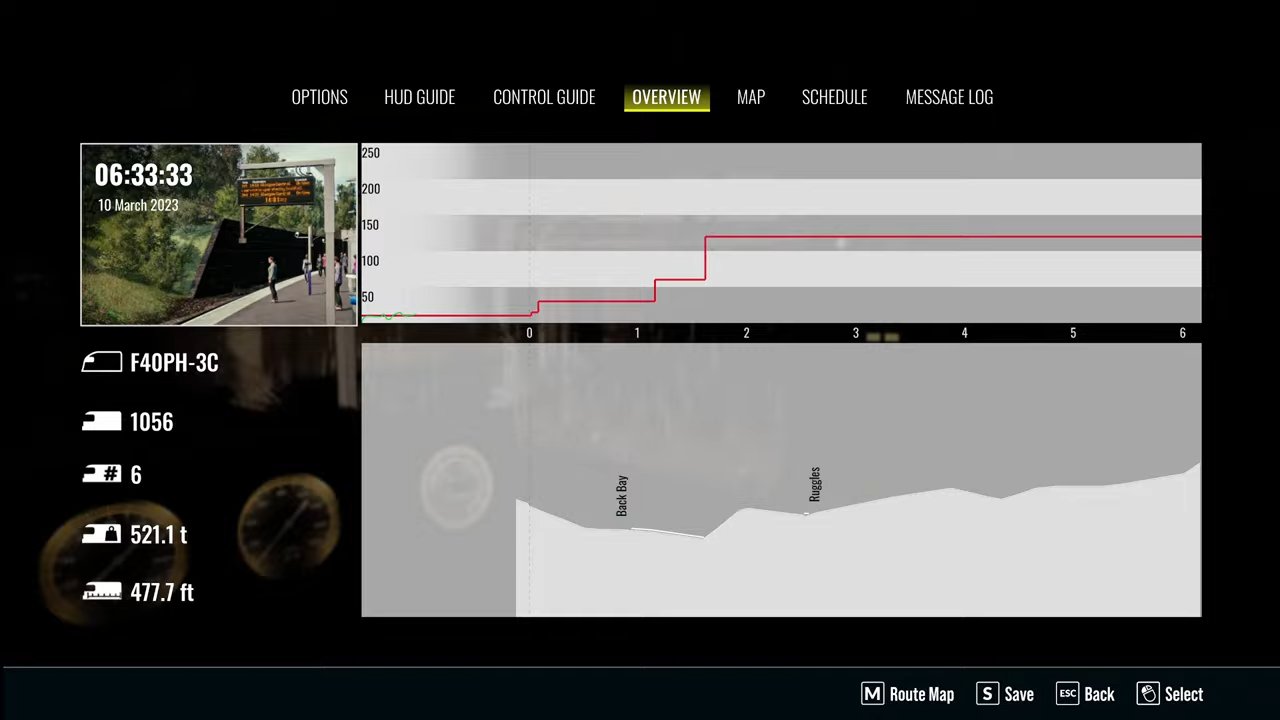 OPTIONS HUD GUIDE CONTROL GUIDE OVERVIEW MAP SCHEDULE MESSAGE LOG
06:33:33
10 March 2023
250
200
150
100
50
0 1 2 3 4 5 6
F40PH-3C
1056
# 6
521.1 t
477.7 ft
Back Bay
Ruggles
M Route Map S Save ESC Back Select